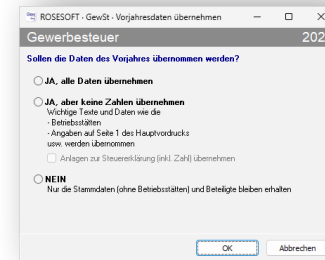 ROSESOFT - GewSt - Vorjahresdaten übernehmen
Gewerbesteuer 202
Sollen die Daten des Vorjahres übernommen werden?
JA, alle Daten übernehmen
JA, aber keine Zahlen übernehmen
Wichtige Texte und Daten wie die
- Betriebsstätten
- Angaben auf Seite 1 des Hauptvordrucks
usw. werden übernommen
Anlagen zur Steuererklärung (inkl. Zahl) übernehmen
NEIN
Nur die Stammdaten (ohne Betriebsstätten) und Beteiligte bleiben erhalten
OK Abbrechen